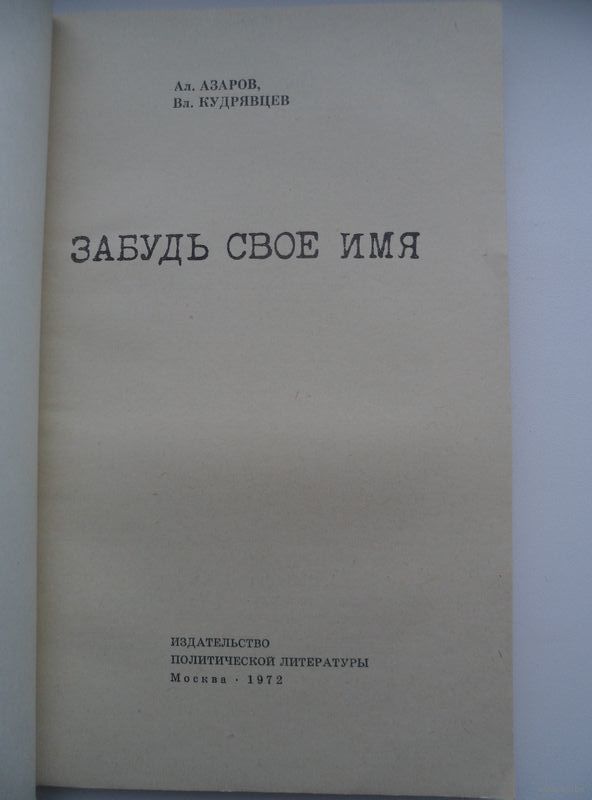 Ал. АЗАРОВ,
Вл. КУДРЯВЦЕВ
ЗАБУДЬ СВОЕ ИМЯ
ИЗДАТЕЛЬСТВО
ПОЛИТИЧЕСКОЙ ЛИТЕРАТУРЫ
Москва · 1972